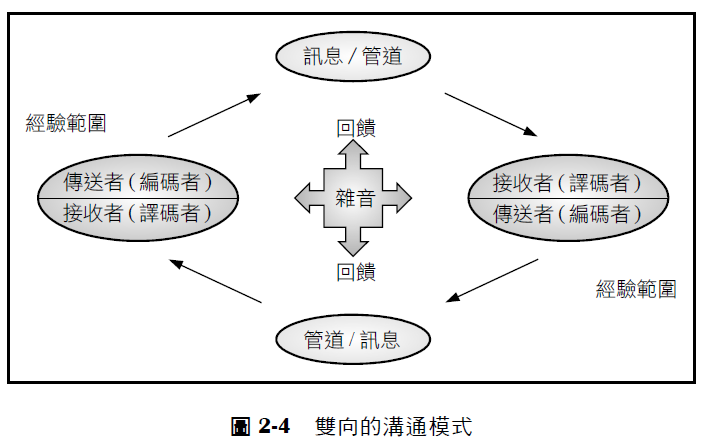 訊息/管道
經驗範圍
回饋
傳送者(編碼者)
接收者(譯碼者)
雜音
接收者(譯碼者)
傳送者(編碼者)
回饋
經驗範圍
管道/訊息
圖 2-4 雙向的溝通模式